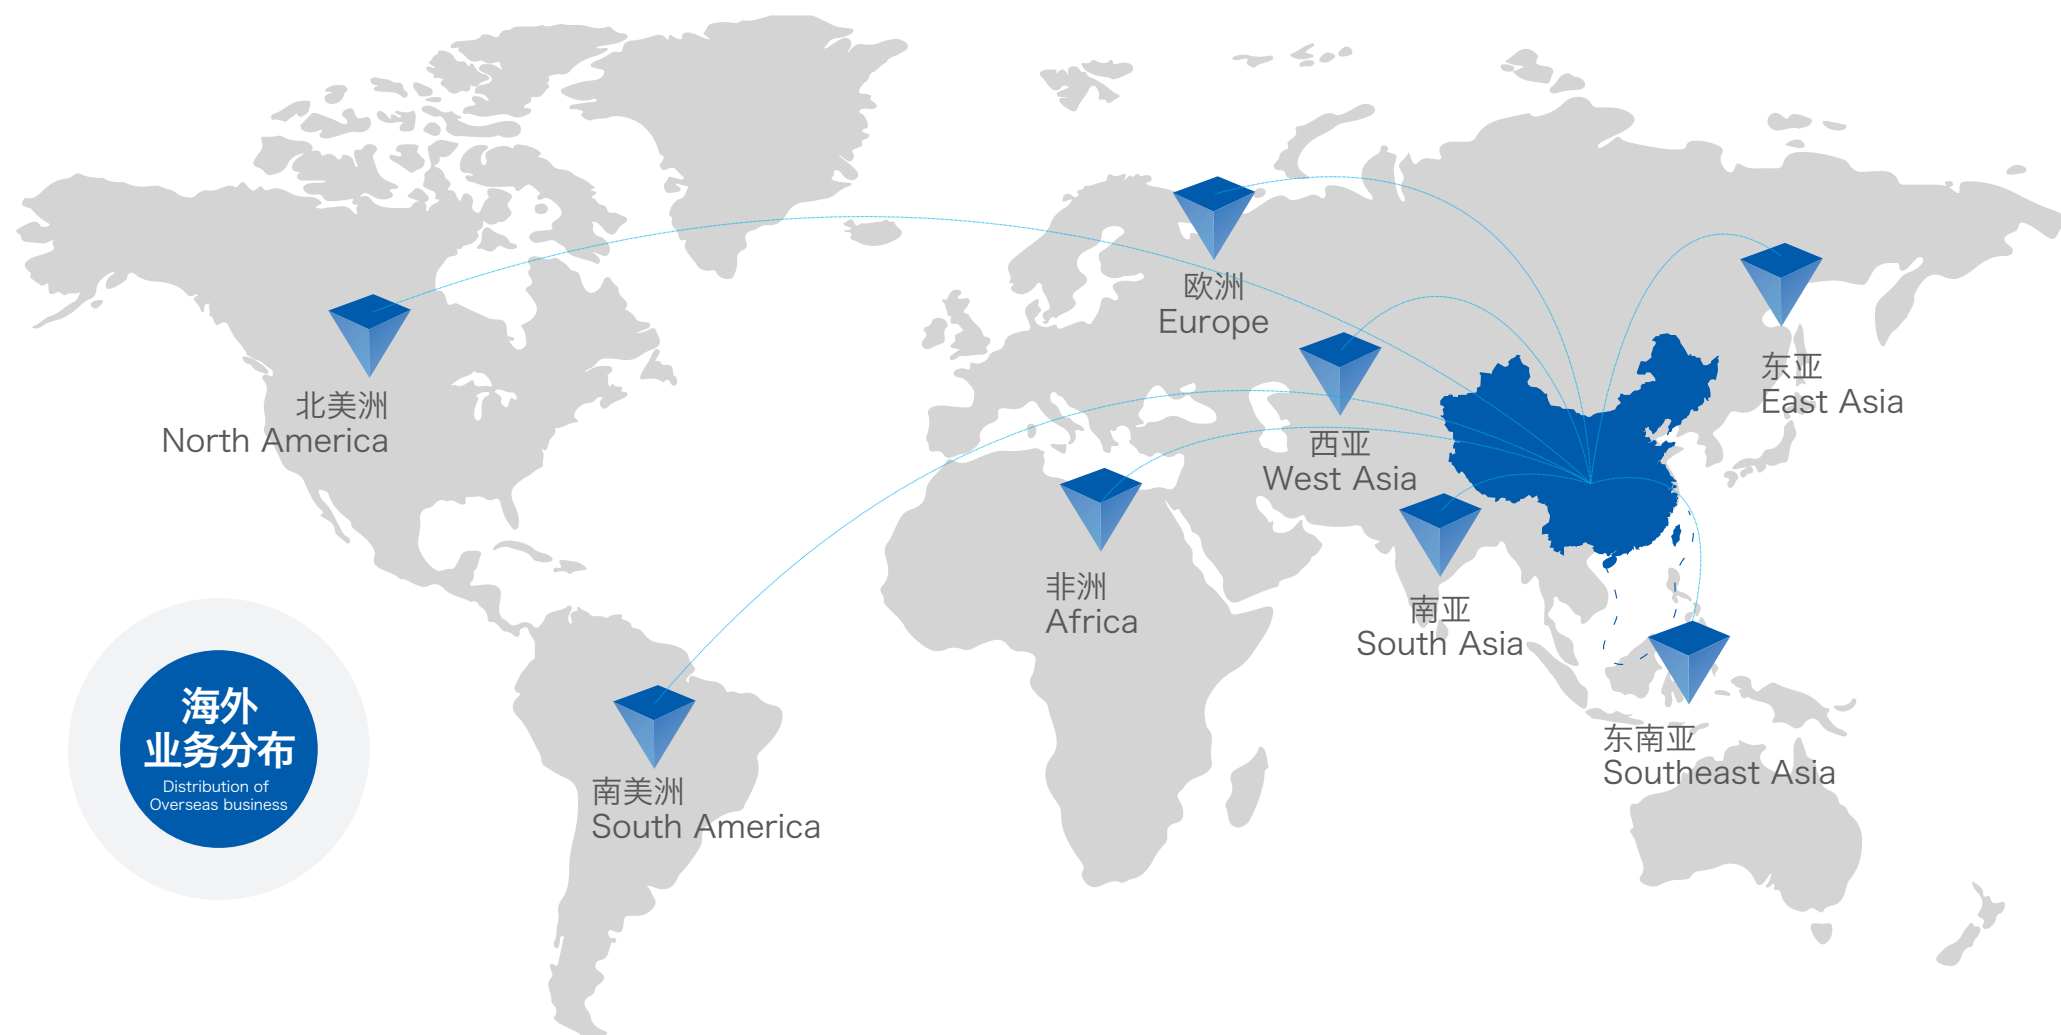 欧洲
Europe
东亚
East Asia
北美洲
North America
西亚
West Asia
非洲
Africa
南亚
South Asia
海外
业务分布
Distribution of
Overseas business
东南亚
Southeast Asia
南美洲
South America